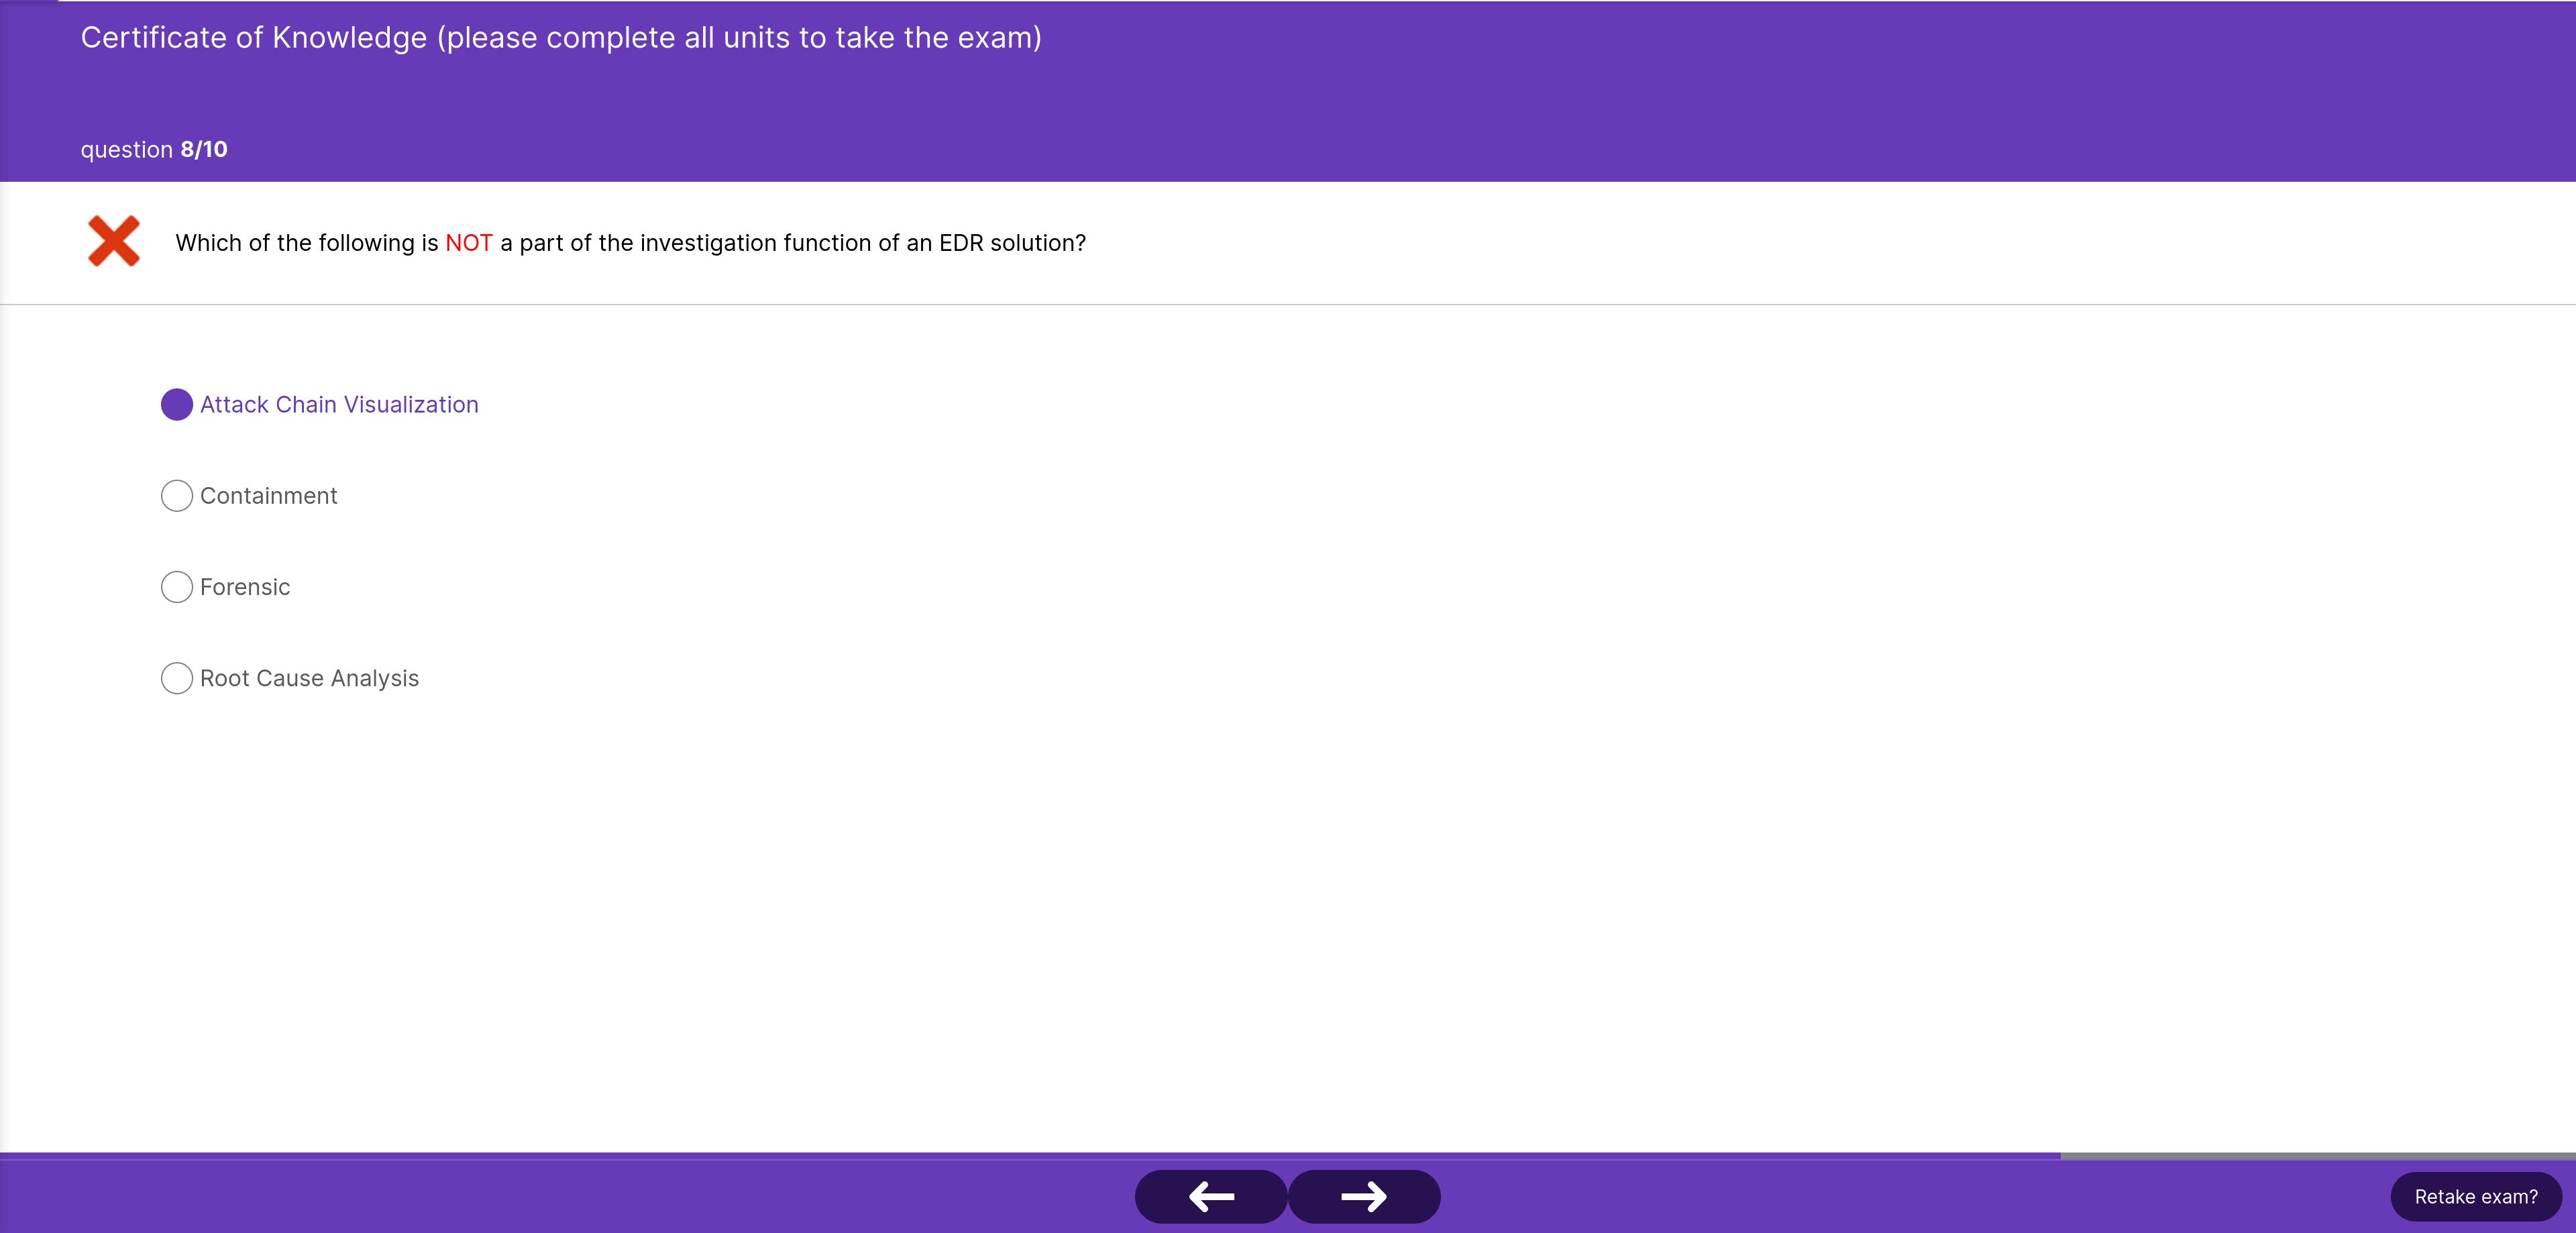 Certificate of Knowledge (please complete all units to take the exam)
question 8/10
Which of the following is NOT a part of the investigation function of an EDR solution?
Attack Chain Visualization
Containment
Forensic
Root Cause Analysis
Retake exam?